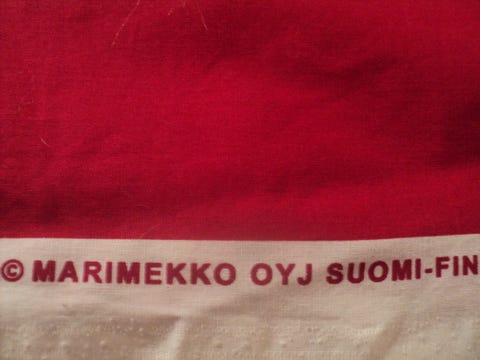 © MARIMEKKO OYJ SUOMI-FIN